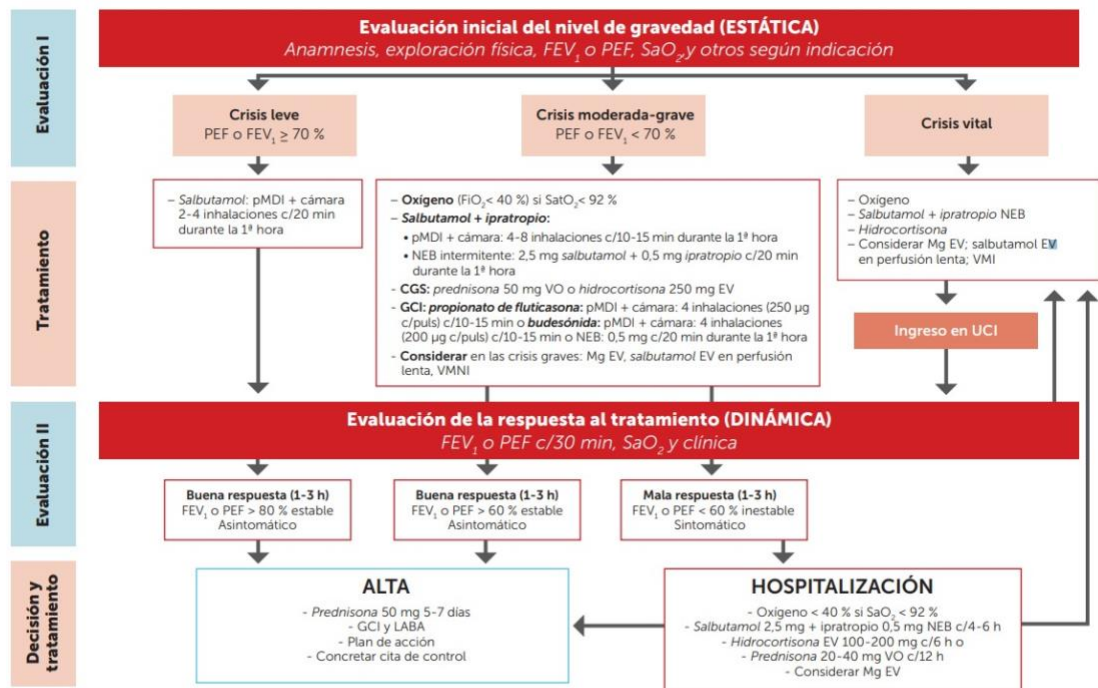 Evaluación I
Evaluación inicial del nivel de gravedad (ESTÁTICA)
Anamnesis, exploración física, FEV₁ o PEF, SaO₂, y otros según indicación
Crisis leve
PEF o FEV₁ ≥ 70 %
Crisis moderada-grave
PEF o FEV₁ < 70 %
Crisis vital
Tratamiento
– Salbutamol: pMDI + cámara
2-4 inhalaciones c/20 min
durante la 1ª hora
– Oxígeno (FiO₂< 40 %) si SatO₂< 92 %
– Salbutamol + ipratropio:
• pMDI + cámara: 4-8 inhalaciones c/10-15 min durante la 1ª hora
• NEB intermitente: 2,5 mg salbutamol + 0,5 mg ipratropio c/20 min
durante la 1ª hora
- CGS: prednisona 50 mg VO o hidrocortisona 250 mg EV
- GCI: propionato de fluticasona: pMDI + cámara: 4 inhalaciones (250 µg
c/puls) c/10-15 min o budesónida: pMDI + cámara: 4 inhalaciones
(200 µg c/puls) c/10-15 min o NEB: 0,5 mg c/20 min durante la 1ª hora
- Considerar en las crisis graves: Mg EV, salbutamol EV en perfusión
lenta, VMNI
– Oxígeno
– Salbutamol + ipratropio NEB
– Hidrocortisona
– Considerar Mg EV; salbutamol EV
en perfusión lenta; VMI
Ingreso en UCI
Evaluación II
Evaluación de la respuesta al tratamiento (DINÁMICA)
FEV₁ o PEF c/30 min, SaO₂ y clínica
Buena respuesta (1-3 h)
FEV₁ o PEF > 80 % estable
Asintomático
Buena respuesta (1-3 h)
FEV₁ o PEF > 60 % estable
Asintomático
Mala respuesta (1-3 h)
FEV₁ o PEF < 60 % inestable
Sintomático
Decisión y
tratamiento
ALTA
- Prednisona 50 mg 5-7 días
- GCI y LABA
- Plan de acción
- Concretar cita de control
HOSPITALIZACIÓN
- Oxígeno < 40 % si SaO₂ < 92 %
- Salbutamol 2,5 mg + ipratropio 0,5 mg NEB c/4-6 h
- Hidrocortisona EV 100-200 mg c/6 h o
- Prednisona 20-40 mg VO c/12 h
- Considerar Mg EV